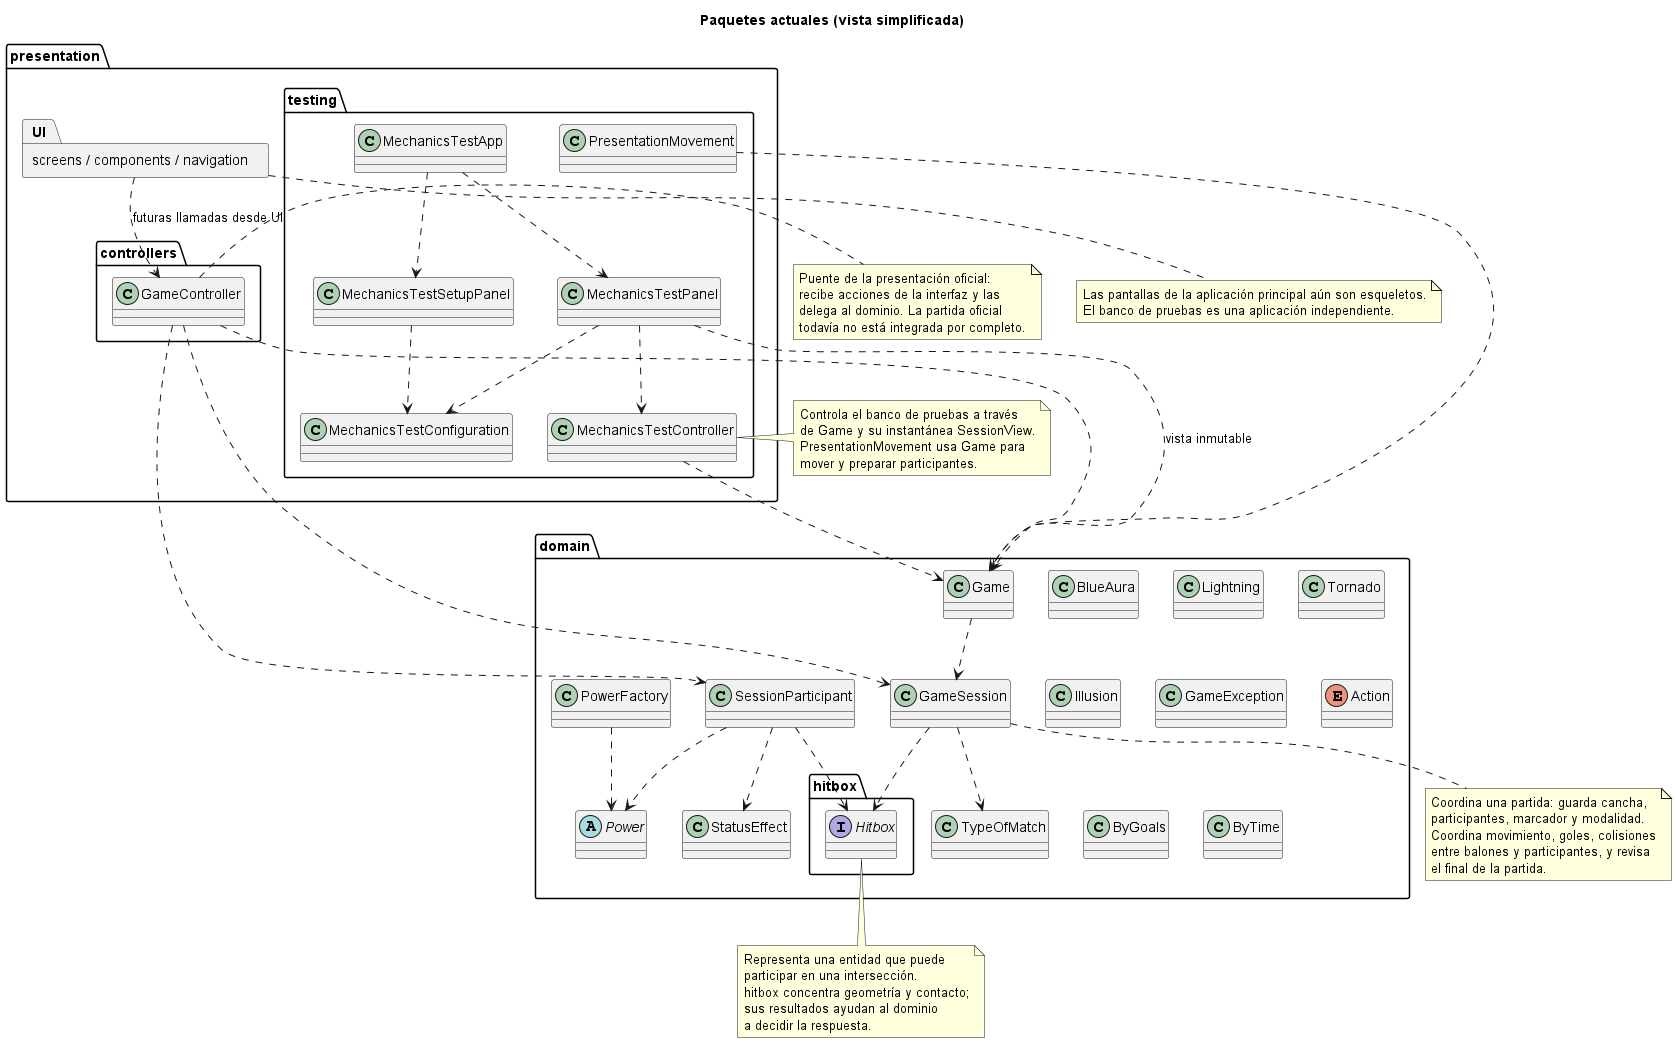 Paquetes actuales (vista simplificada)
presentation
testing
UI
screens / components / navigation
C MechanicsTestApp
C PresentationMovement
futuras llamadas desde UI
controllers
C GameController
C MechanicsTestSetupPanel
C MechanicsTestPanel
Puente de la presentación oficial:
recibe acciones de la interfaz y las
delega al dominio. La partida oficial
todavía no está integrada por completo.
Las pantallas de la aplicación principal aún son esqueletos.
El banco de pruebas es una aplicación independiente.
C MechanicsTestConfiguration
C MechanicsTestController
Controla el banco de pruebas a través
de Game y su instantánea SessionView.
PresentationMovement usa Game para
mover y preparar participantes.
vista inmutable
domain
C Game
C BlueAura
C Lightning
C Tornado
C PowerFactory
C SessionParticipant
C GameSession
C Illusion
C GameException
E Action
hitbox
A Power
C StatusEffect
I Hitbox
C TypeOfMatch
C ByGoals
C ByTime
Coordina una partida: guarda cancha,
participantes, marcador y modalidad.
Coordina movimiento, goles, colisiones
entre balones y participantes, y revisa
el final de la partida.
Representa una entidad que puede
participar en una intersección.
hitbox concentra geometría y contacto;
sus resultados ayudan al dominio
a decidir la respuesta.